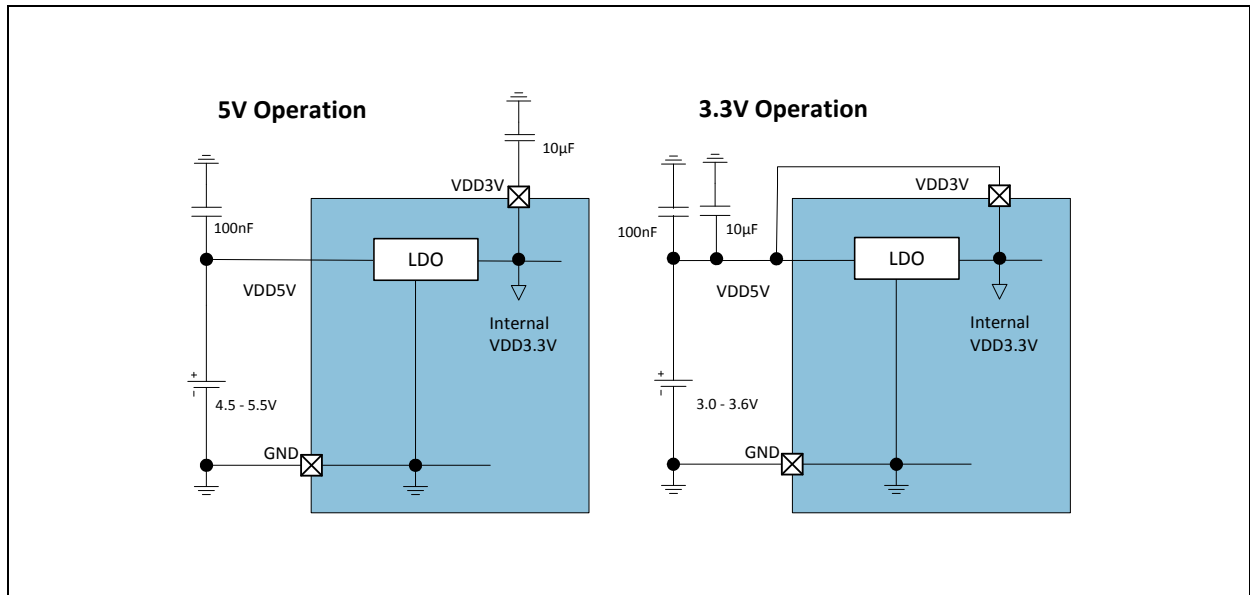 5V Operation
10µF
VDD3V
100nF
LDO
VDD5V
Internal
VDD3.3V
+
-
4.5 - 5.5V
GND
3.3V Operation
VDD3V
100nF
10µF
LDO
VDD5V
Internal
VDD3.3V
+
-
3.0 - 3.6V
GND